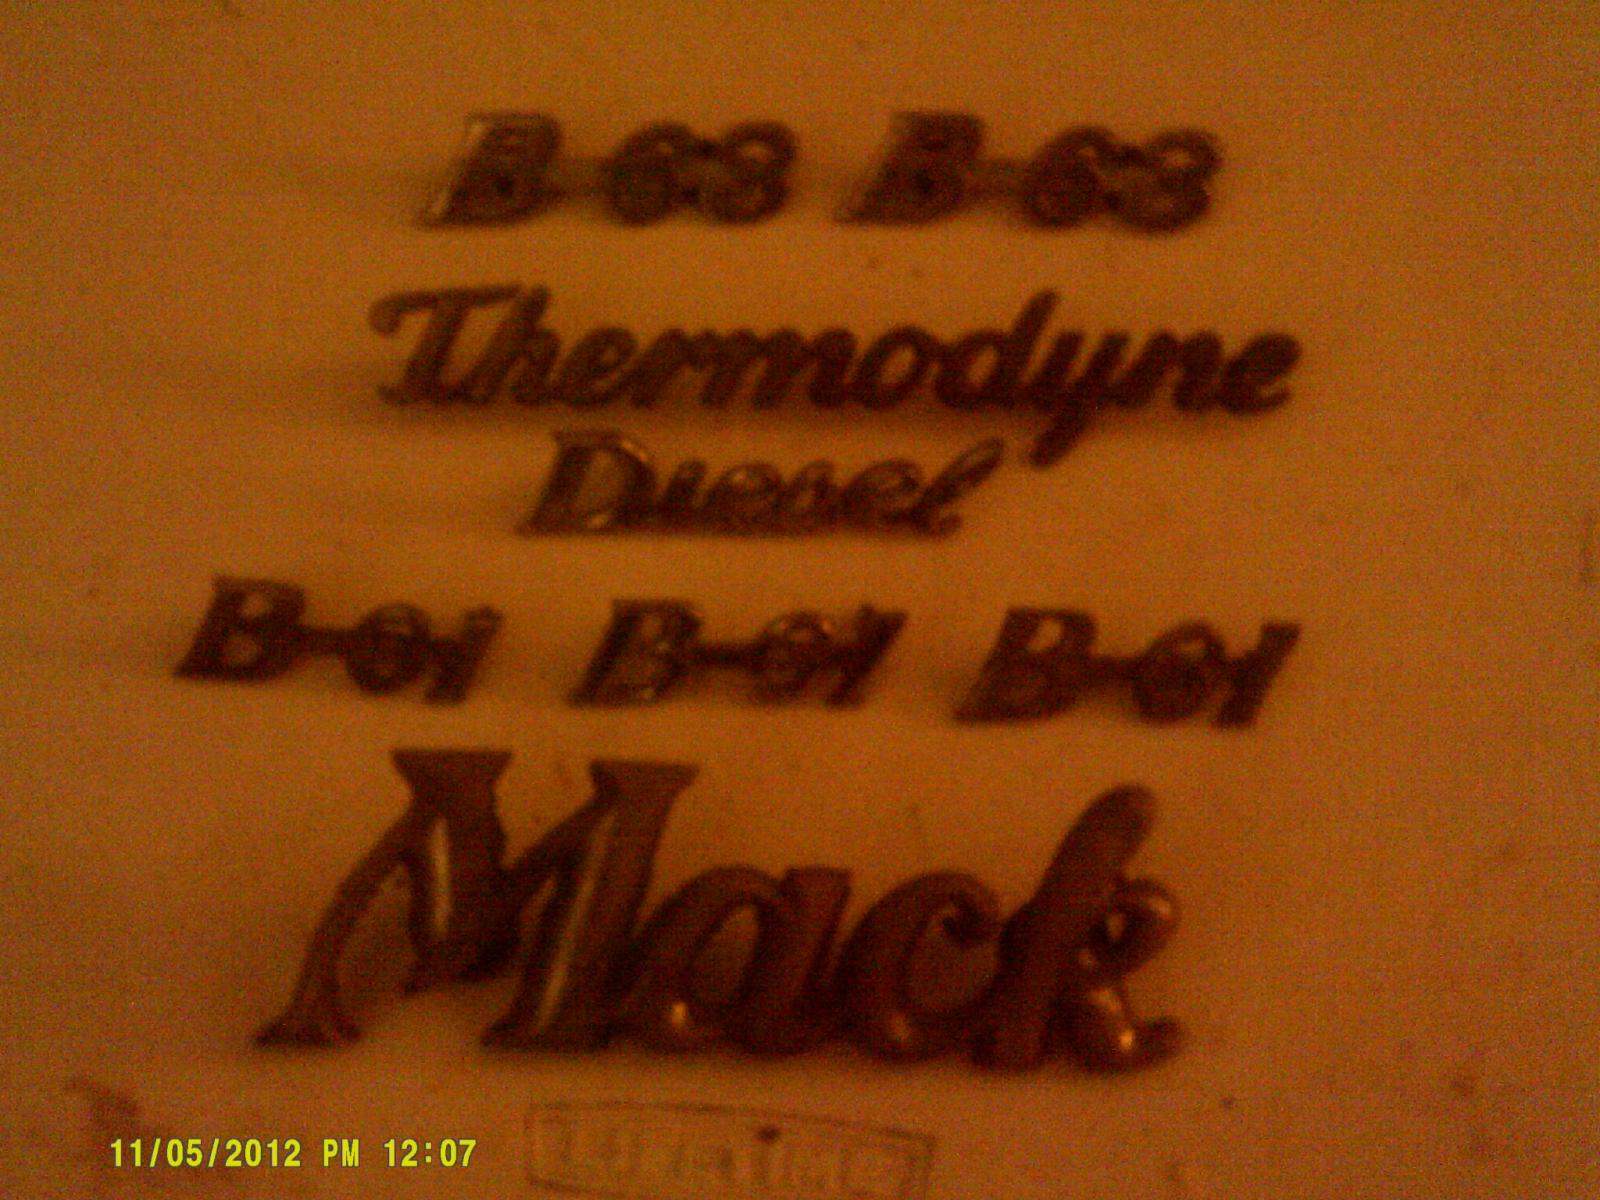 B-63 B-63
Thermodyne
Diesel
B-61 B-61 B-61
Mack
11/05/2012 PM 12:07